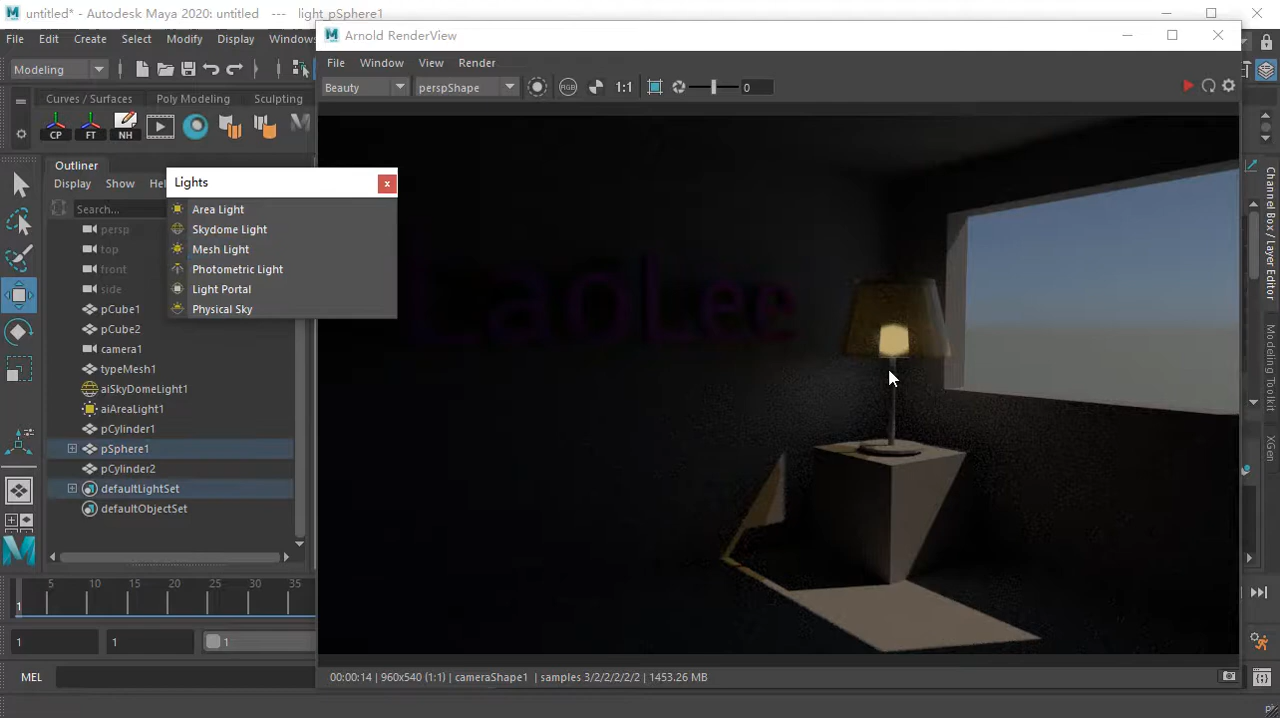 untitled* - Autodesk Maya 2020: untitled --- light_pSphere1
File Edit Create Select Modify Display Windows
Arnold RenderView
File Window View Render
Modeling
Beauty perspShape RGB 1:1 0
Curves / Surfaces Poly Modeling Sculpting
CP FT NH
Outliner
Display Show Hel
Search...
Lights x
Area Light
Skydome Light
Mesh Light
Photometric Light
Light Portal
Physical Sky
persp
top
front
side
pCube1
pCube2
camera1
typeMesh1
aiSkyDomeLight1
aiAreaLight1
pCylinder1
pSphere1
pCylinder2
defaultLightSet
defaultObjectSet
LaoLee
Channel Box / Layer Editor
Modeling Toolkit
XGen
5 10 15 20 25 30 35
1
1 1 1
00:00:14 | 960x540 (1:1) | cameraShape1 | samples 3/2/2/2/2/2 | 1453.26 MB
MEL